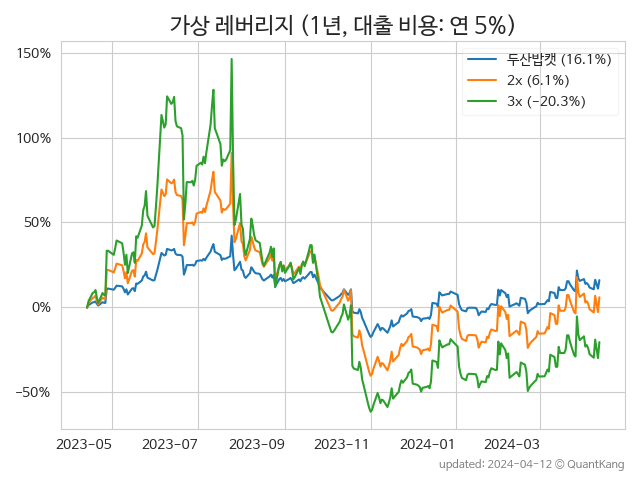 가상 레버리지 (1년, 대출 비용: 연 5%)
150%
100%
50%
0%
−50%
두산밥캣 (16.1%)
2x (6.1%)
3x (−20.3%)
2023−05
2023−07
2023−09
2023−11
2024−01
2024−03
updated: 2024-04-12 © QuantKang